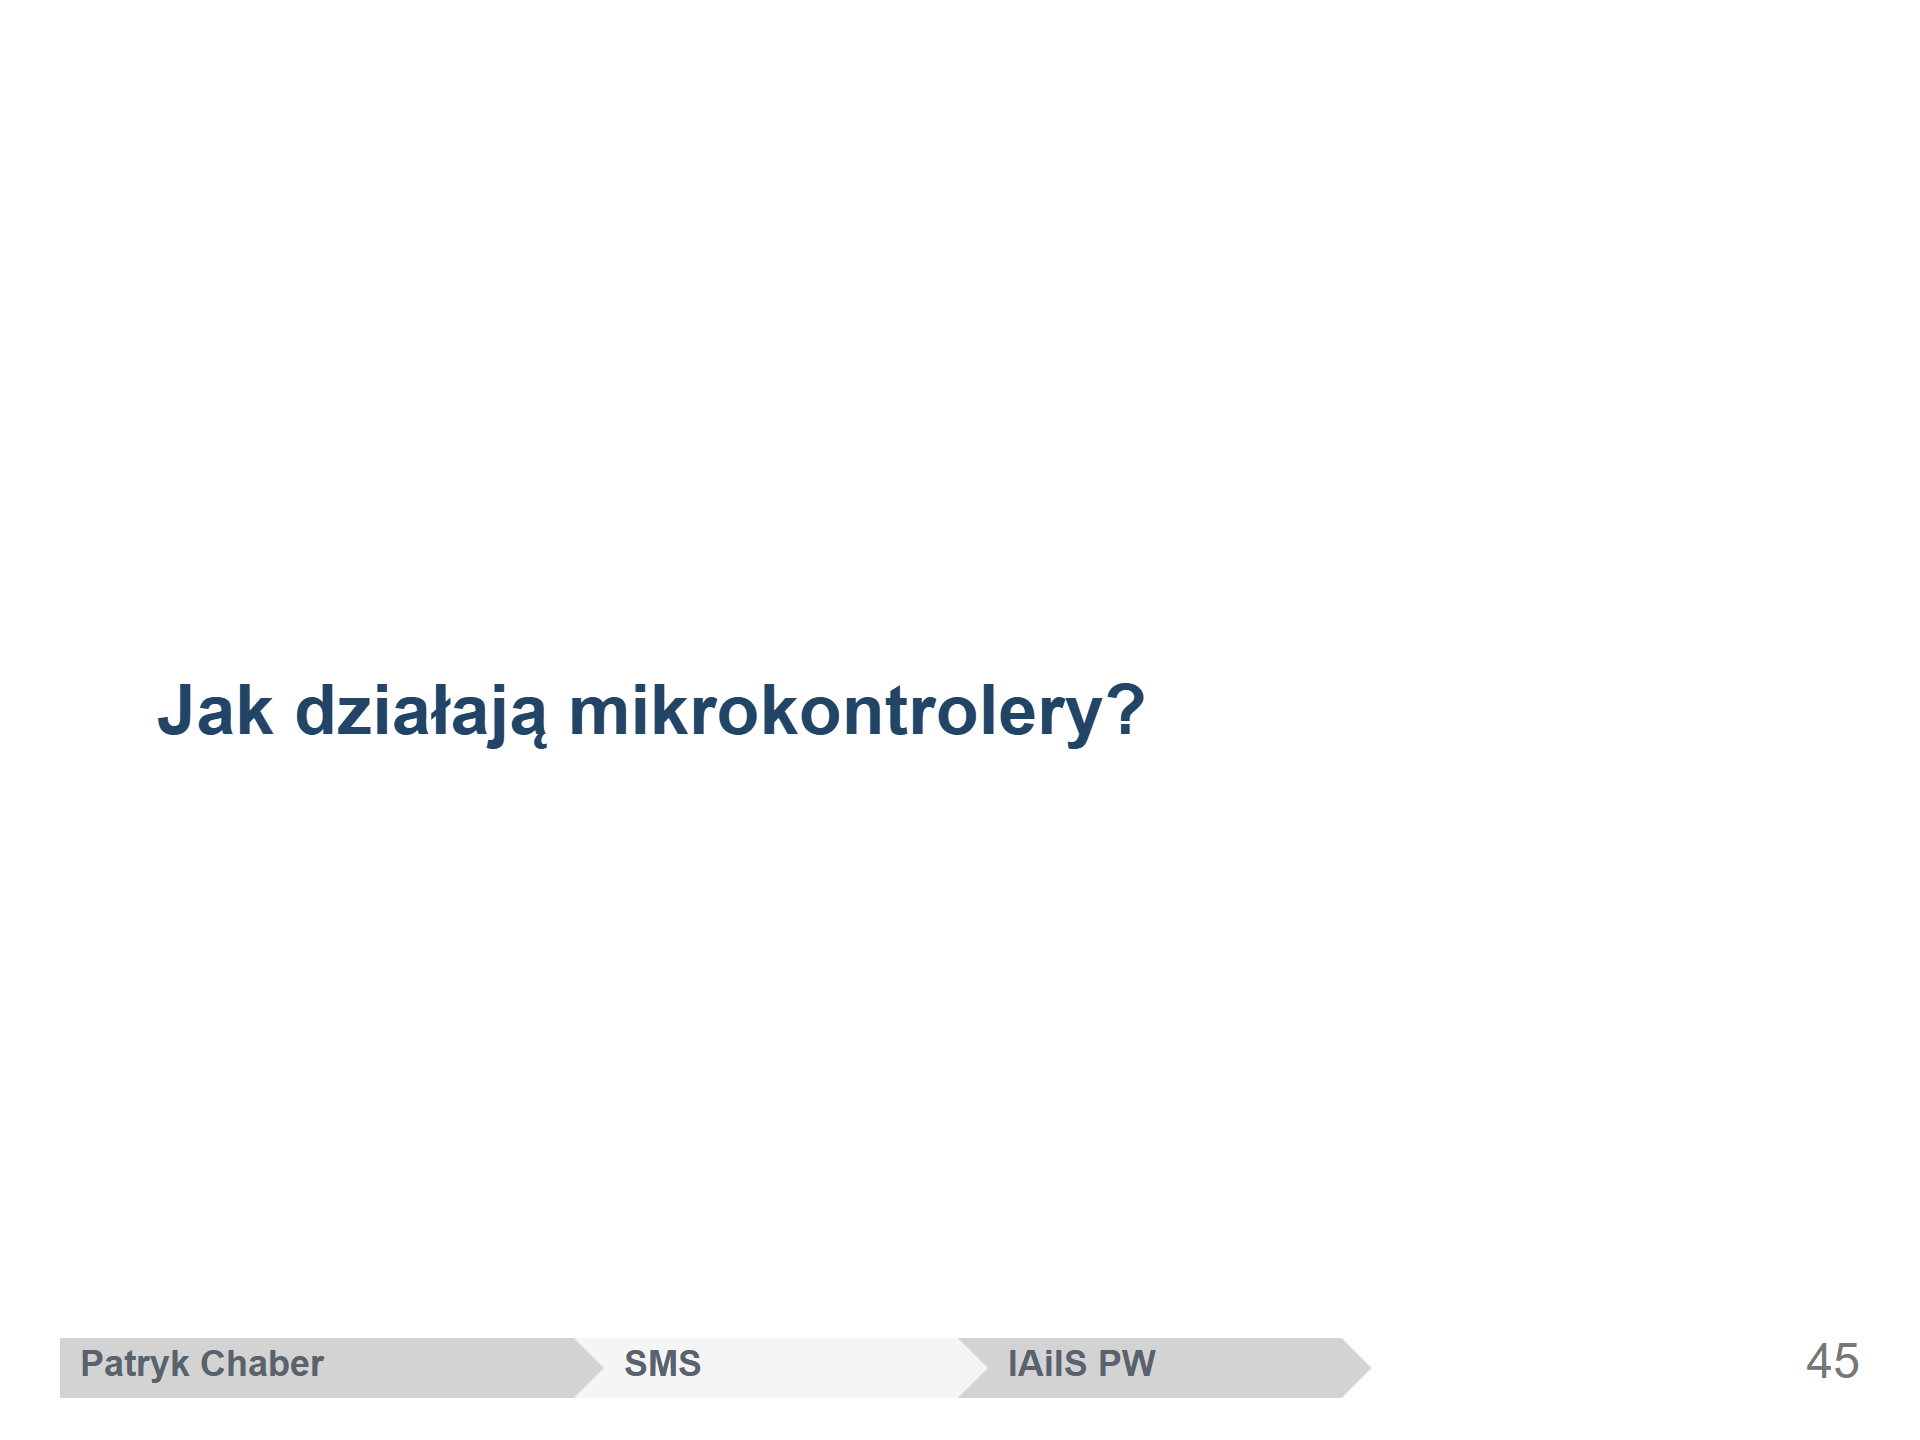 Jak działają mikrokontrolery?
Patryk Chaber
SMS
IAiIS PW
45